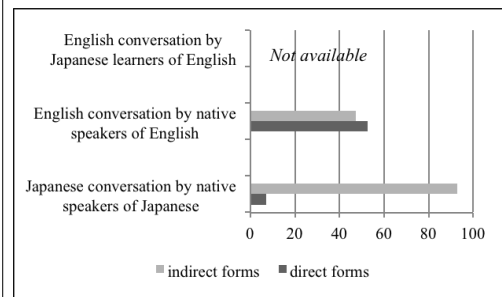 English conversation by
Japanese learners of English
Not available
English conversation by native
speakers of English
Japanese conversation by native
speakers of Japanese
0 20 40 60 80 100
indirect forms direct forms